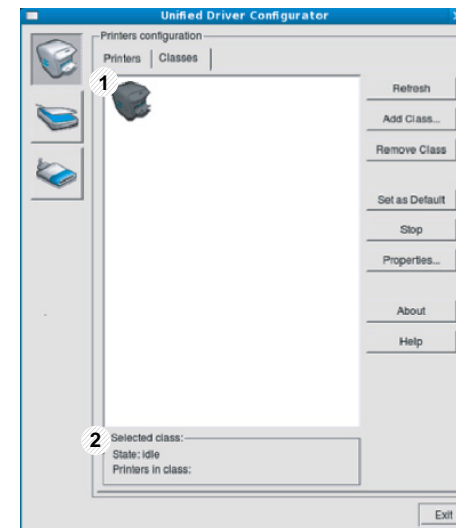 Unified Driver Configurator
Printers configuration
Printers
Classes
1
Refresh
Add Class...
Remove Class
Set as Default
Stop
Properties...
About
Help
2
Selected class:
State: idle
Printers in class:
Exit